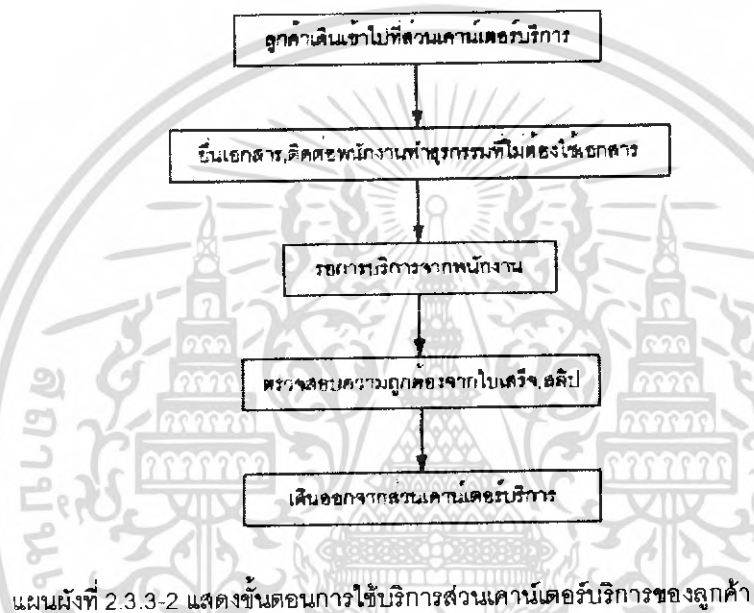 ลูกค้าเดินเข้าไปที่ส่วนเคาน์เตอร์บริการ
ยื่นเอกสาร,ติดต่อพนักงานทำธุรกรรมที่ไม่ต้องใช้เอกสาร
รอการบริการจากพนักงาน
ตรวจสอบความถูกต้องจากใบเสร็จ,สลิป
เดินออกจากส่วนเคาน์เตอร์บริการ
แผนผังที่ 2.3.3-2 แสดงขั้นตอนการใช้บริการส่วนเคาน์เตอร์บริการของลูกค้า